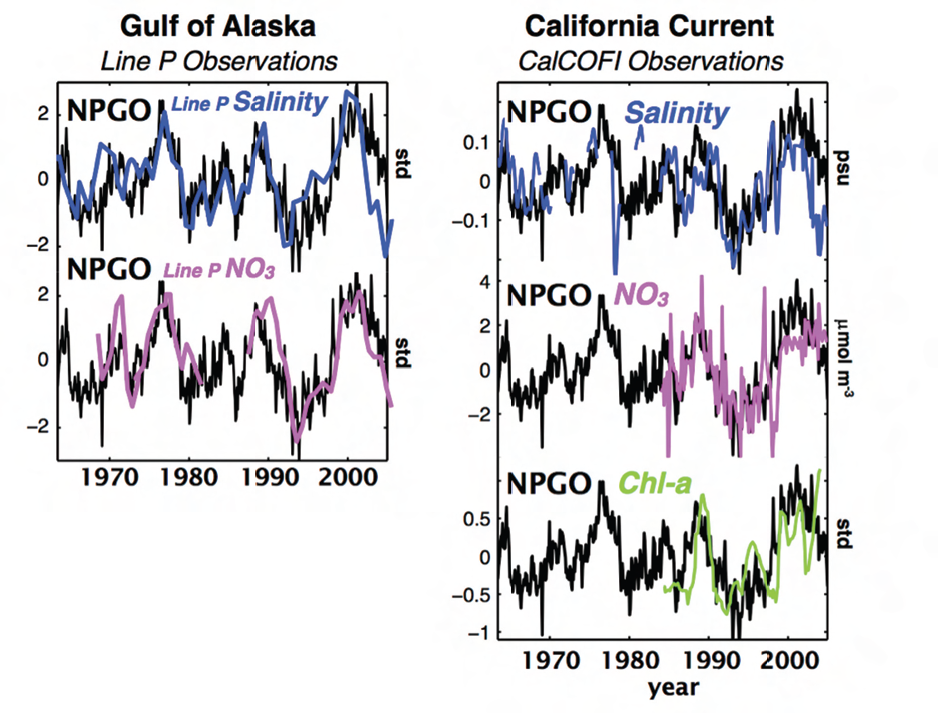 Gulf of Alaska
Line P Observations
NPGO Line P Salinity
2
0
−2
std
NPGO Line P NO₃
2
0
−2
std
1970 1980 1990 2000
California Current
CalCOFI Observations
NPGO Salinity
0.1
0
−0.1
psu
NPGO NO₃
4
2
0
−2
μmol m⁻³
NPGO Chl-a
0.5
0
−0.5
−1
std
1970 1980 1990 2000
year